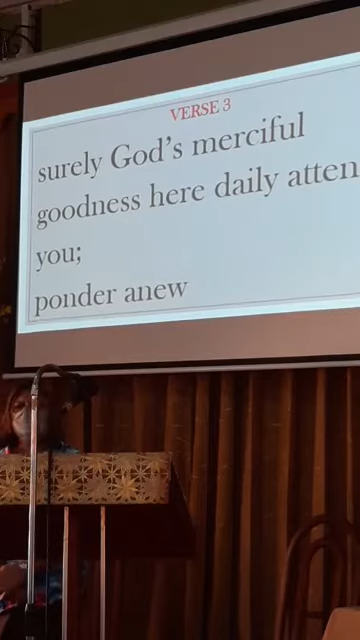 VERSE 3
surely God's merciful
goodness here daily atten
you;
ponder anew